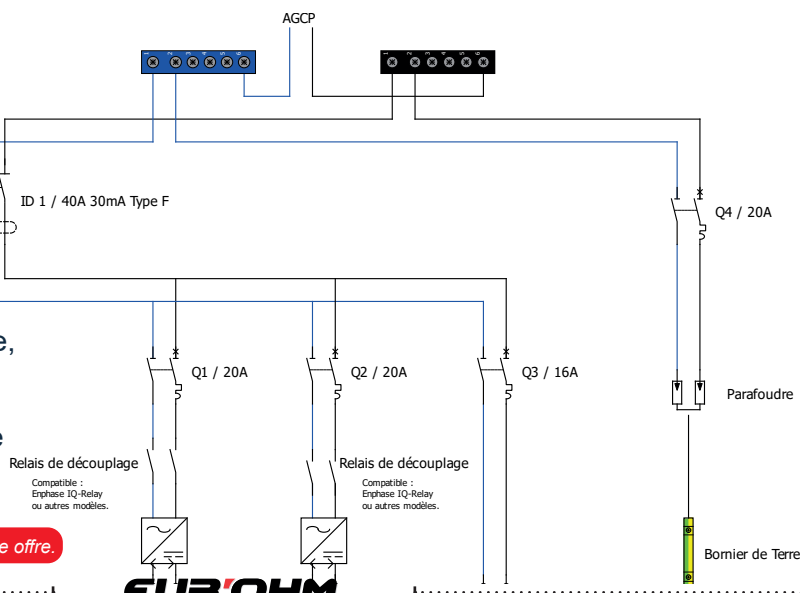 AGCP
1 2 3 4 5 6
1 2 3 4 5 6
ID 1 / 40A 30mA Type F
Q4 / 20A
e,
Q1 / 20A
Q2 / 20A
Q3 / 16A
Parafoudre
e
Relais de découplage
Compatible :
Enphase IQ-Relay
ou autres modèles.
Relais de découplage
Compatible :
Enphase IQ-Relay
ou autres modèles.
e offre.
Bornier de Terre
EUR'OHM